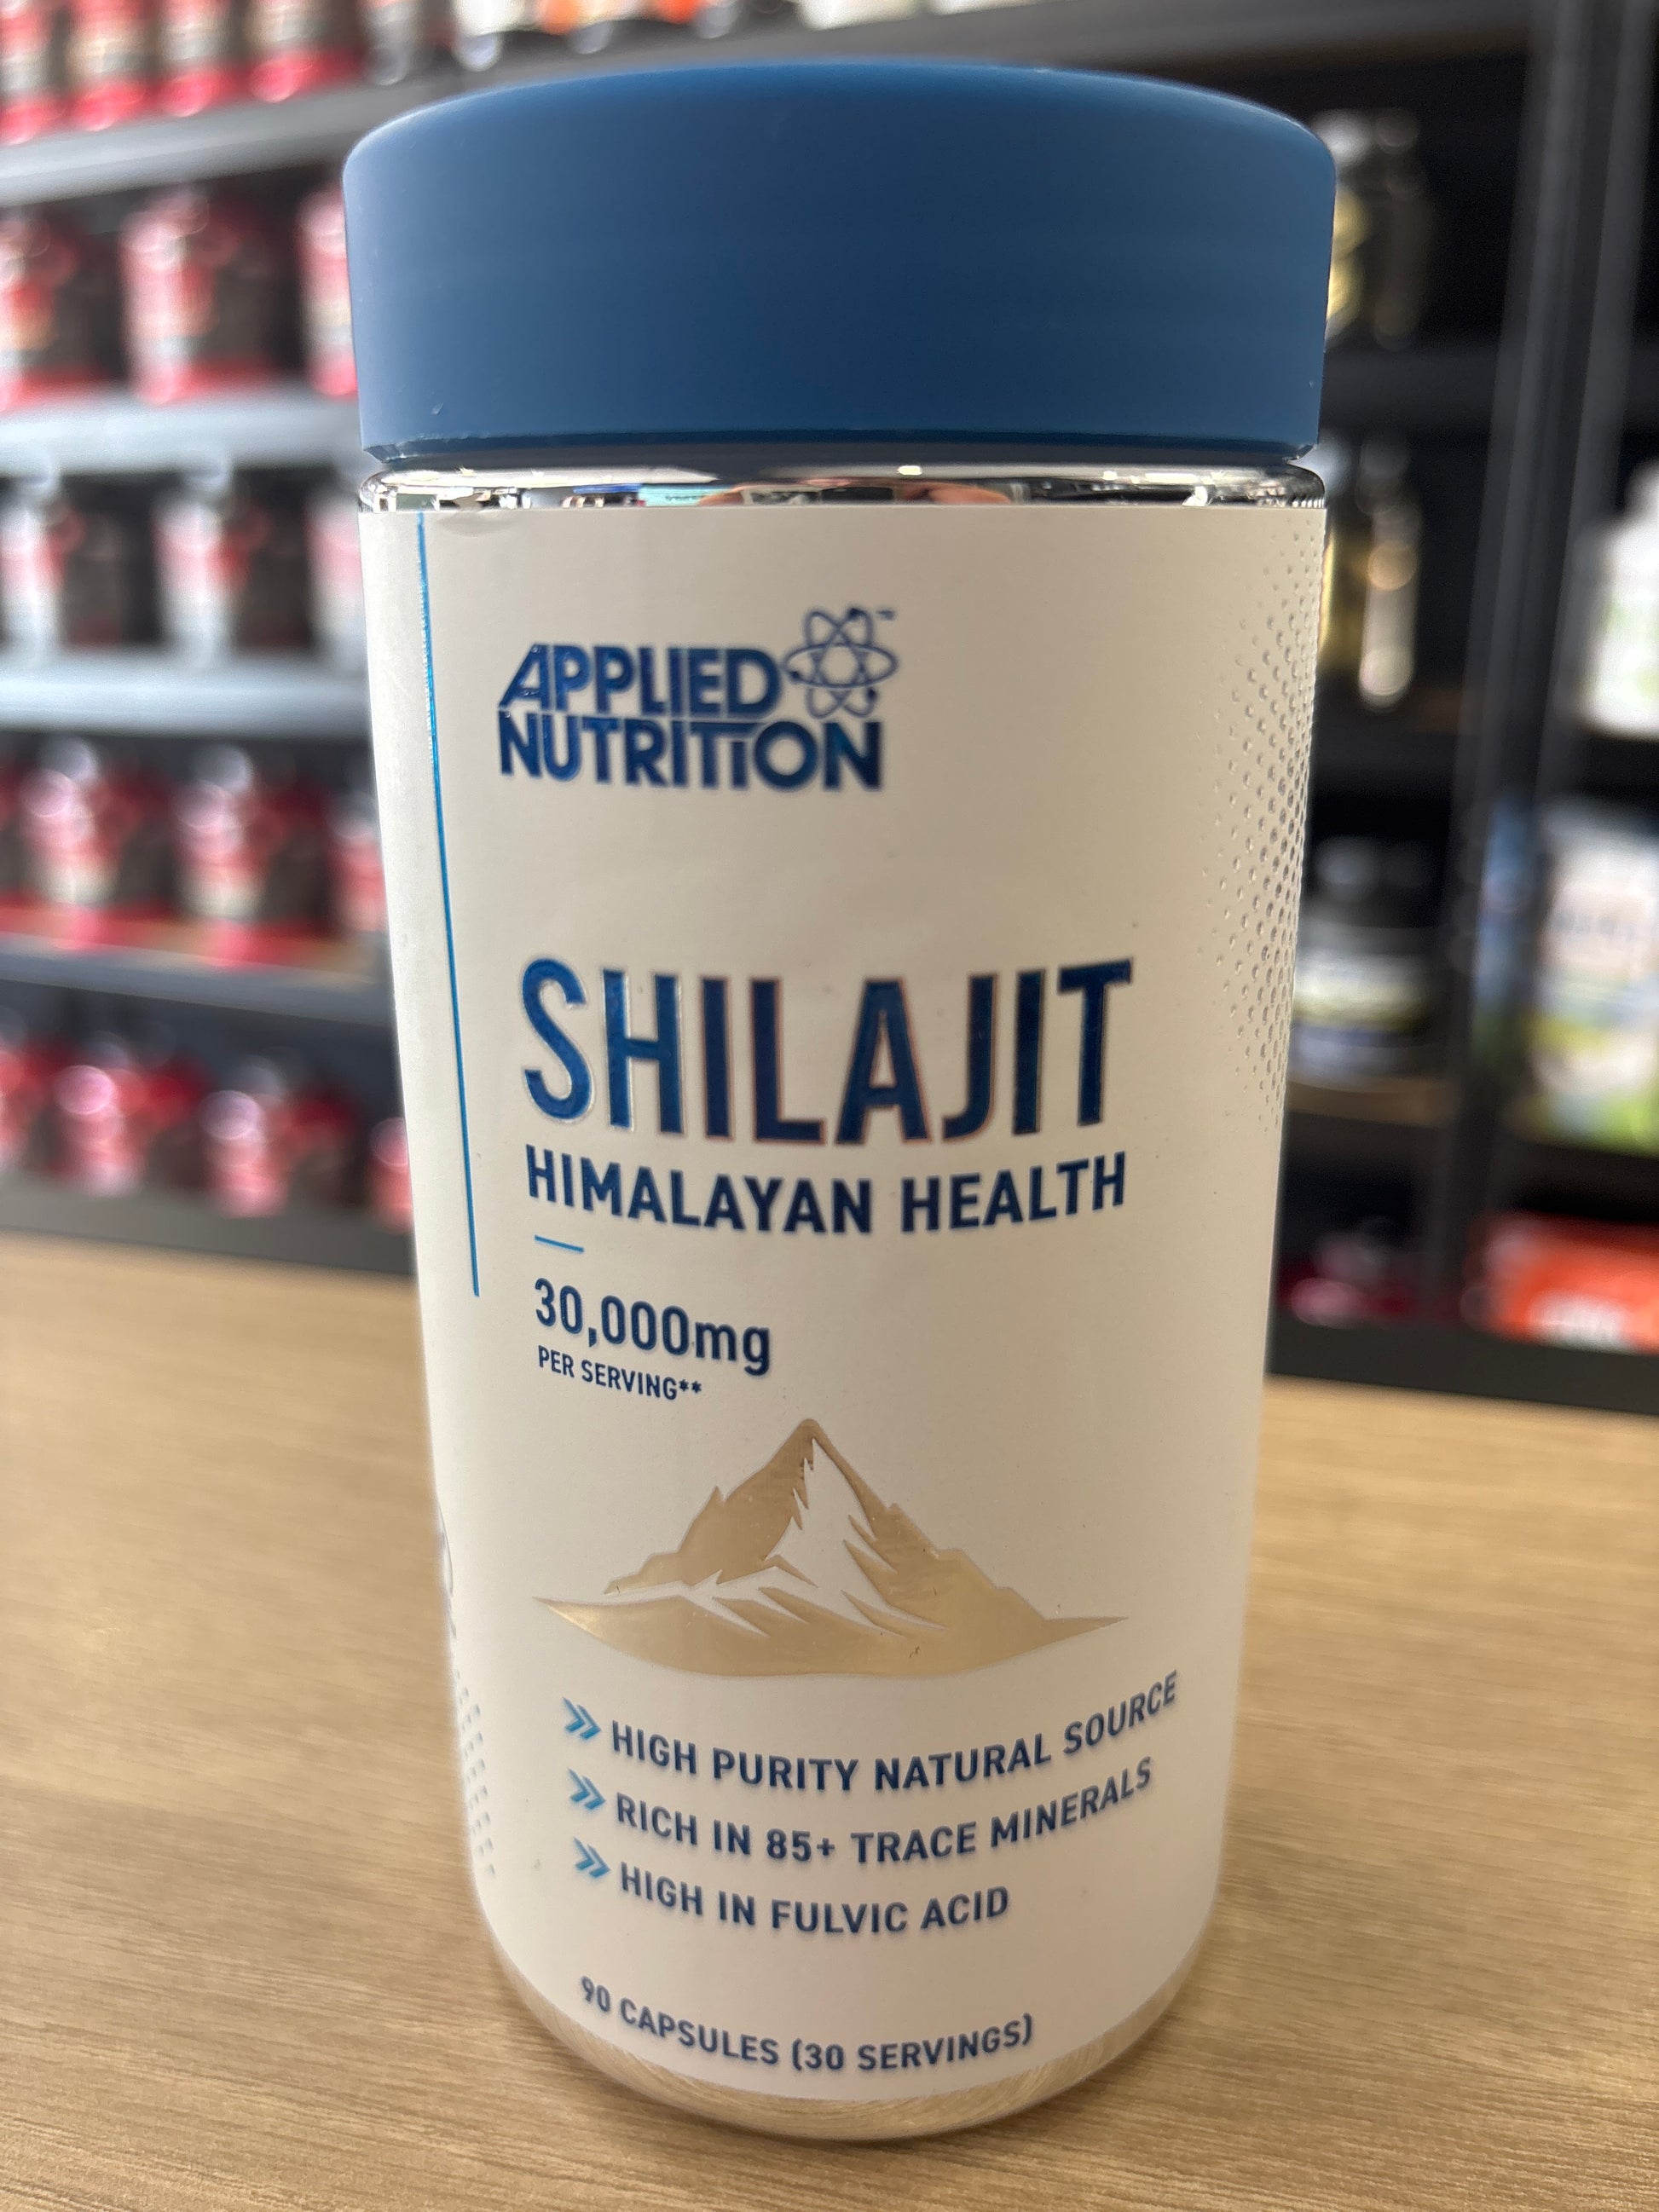 APPLIED
NUTRITION
SHILAJIT
HIMALAYAN HEALTH
30,000mg
PER SERVING**
» HIGH PURITY NATURAL SOURCE
» RICH IN 85+ TRACE MINERALS
» HIGH IN FULVIC ACID
90 CAPSULES (30 SERVINGS)